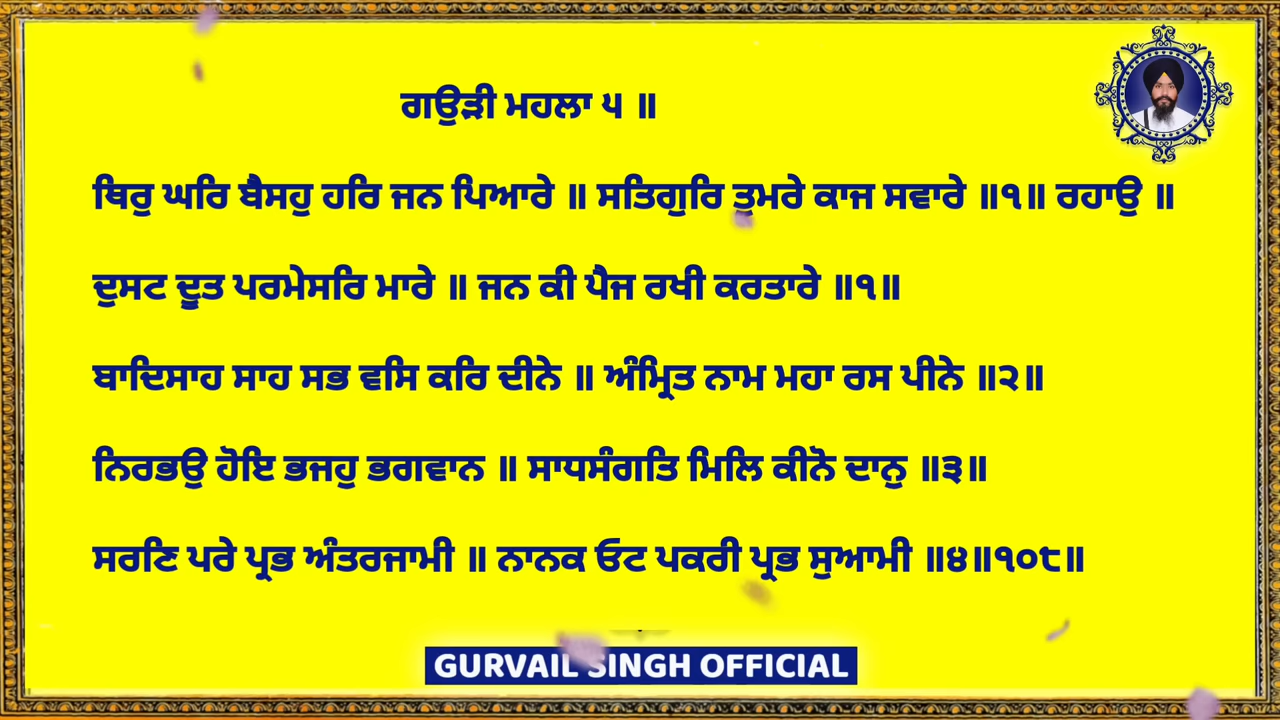 ਗਉੜੀ ਮਹਲਾ ੫ ॥
ਥਿਰੁ ਘਰਿ ਬੈਸਹੁ ਹਰਿ ਜਨ ਪਿਆਰੇ ॥ ਸਤਿਗੁਰਿ ਤੁਮਰੇ ਕਾਜ ਸਵਾਰੇ ॥੧॥ ਰਹਾਉ ॥
ਦੁਸਟ ਦੂਤ ਪਰਮੇਸਰਿ ਮਾਰੇ ॥ ਜਨ ਕੀ ਪੈਜ ਰਖੀ ਕਰਤਾਰੇ ॥੧॥
ਬਾਦਿਸਾਹ ਸਾਹ ਸਭ ਵਸਿ ਕਰਿ ਦੀਨੇ ॥ ਅੰਮ੍ਰਿਤ ਨਾਮ ਮਹਾ ਰਸ ਪੀਨੇ ॥੨॥
ਨਿਰਭਉ ਹੋਇ ਭਜਹੁ ਭਗਵਾਨ ॥ ਸਾਧਸੰਗਤਿ ਮਿਲਿ ਕੀਨੋ ਦਾਨੁ ॥੩॥
ਸਰਣਿ ਪਰੇ ਪ੍ਰਭ ਅੰਤਰਜਾਮੀ ॥ ਨਾਨਕ ਓਟ ਪਕਰੀ ਪ੍ਰਭ ਸੁਆਮੀ ॥੪॥੧੦੮॥
GURVAIL SINGH OFFICIAL